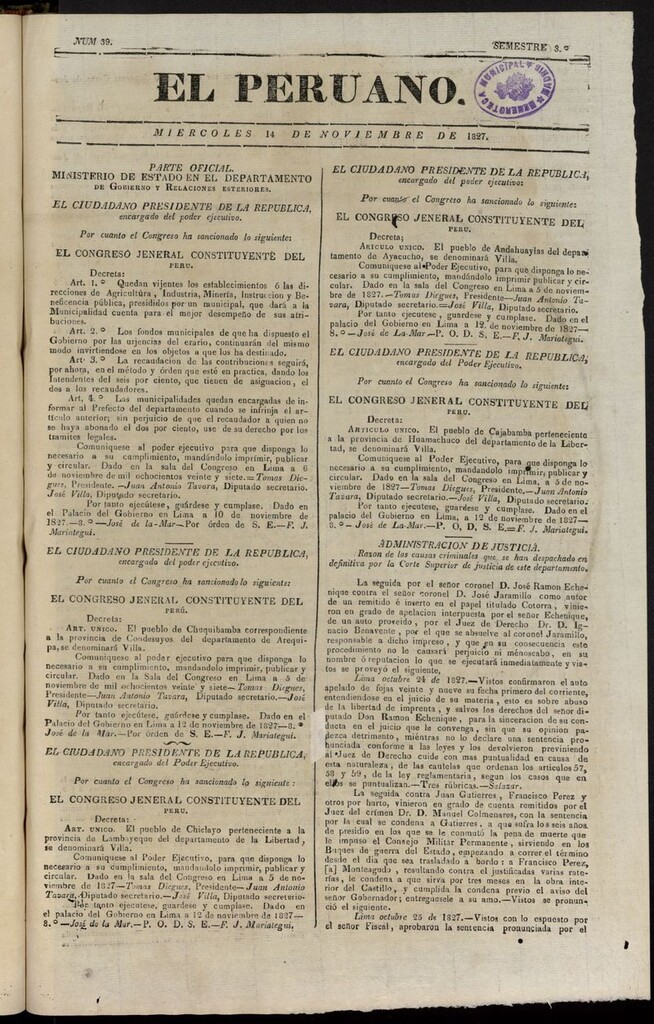 NUM 39.
SEMESTRE 3.º
EL PERUANO.
HEMEROTECA MUNICIPAL MADRID
MIERCOLES 14 DE NOVIEMBRE DE 1827.
PARTE OFICIAL.
MINISTERIO DE ESTADO EN EL DEPARTAMENTO
DE GOBIERNO Y RELACIONES ESTERIORES.
EL CIUDADANO PRESIDENTE DE LA REPUBLICA,
encargado del poder ejecutivo.
Por cuanto el Congreso ha sancionado lo siguiente:
EL CONGRESO JENERAL CONSTITUYENTE DEL
PERU.
Decreta:
Art. 1.º Quedan vijentes los establecimientos ó las di-
recciones de Agricultura, Industria, Minería, Instruccion y Be-
neficencia pública, presididos por un municipal, que dará a la
Municipalidad cuenta para el mejor desempeño de sus atri-
buciones.
Art. 2.º Los fondos municipales de que ha dispuesto el
Gobierno por las urjencias del erario, continuarán del mismo
modo invirtiendose en los objetos a que los ha destinado.
Art. 3.º La recaudacion de las contribuciones seguirá,
por ahora, en el método y órden que esté en practica, dando los
Intendentes del seis por ciento, que tienen de asignacion, el
dos a los recaudadores.
Art. 4.º Las municipalidades quedan encargadas de in-
formar al Prefecto del departamento cuando se infrinja el ar-
tículo anterior; sin perjuicio de que el recaudador a quien no
se haya abonado el dos por ciento, use de su derecho por los
tramites legales.
Comuniquese al poder ejecutivo para que disponga lo
necesario a su cumplimiento, mandandolo imprimir, publicar
y circular. Dado en la sala del Congreso en Lima a 6
de noviembre de mil ochocientos veinte y siete.=Tomas Die-
gues, Presidente.—Juan Antonio Tavara, Diputado secretario.
José Villa, Diputado secretario.
Por tanto ejecútese, guárdese y cumplase. Dado en
el Palacio del Gobierno en Lima a 10 de noviembre de
1827.—8.º—José de la-Mar—Por órden de S. E.—F. J.
Mariategui.
EL CIUDADANO PRESIDENTE DE LA REPUBLICA,
encargado del poder ejecutivo.
Por cuanto el Congreso ha sancionado lo siguiente:
EL CONGRESO JENERAL CONSTITUYENTE DEL
PERÚ.
Decreta:
ART. UNICO. El pueblo de Chuquibamba correspondiente
a la provincia de Condesuyos del departamento de Arequi-
pa, se denominará Villa.
Comuniquese al poder ejecutivo para que disponga lo
necesario a su cumplimiento, mandandolo imprimir, publicar y
circular. Dado en la Sala del Congreso en Lima a 5 de
noviembre de mil ochocientos veinte y siete—Tomas Diegues,
Presidente—Juan Antonio Tavara, Diputado secretario.—José
Villa, Diputado secretario.
Por tanto ejecútese, guárdese y cumplase. Dado en el
Palacio del Gobierno en Lima a 12 de noviembre de 1827—8.º
José de la Mar—Por órden de S. E.—F. J. Mariategui.
EL CIUDADANO PRESIDENTE DE LA REPUBLICA,
encargado del Poder Ejecutivo.
Por cuanto el Congreso ha sancionado lo siguiente:
EL CONGRESO JENERAL CONSTITUYENTE DEL
PERU.
Decreta:
ART. UNICO. El pueblo de Chiclayo perteneciente a la
provincia de Lambayeque del departamento de la Libertad,
se denominará Villa.
Comuniquese al Poder Ejecutivo, para que disponga lo
necesario a su cumplimiento, mandandolo imprimir, publicar y
circular. Dado en la sala del Congreso en Lima a 5 de no-
viembre de 1827—Tomas Diegues, Presidente—Juan Antonio
Tavara, Diputado secretario.—José Villa, Diputado secretario-
Por tanto ejecutese, guardese y cumplase. Dado en
el palacio del Gobierno en Lima a 12 de noviembre de 1827—
8.º—José de la Mar.—P. O. D. S. E.—F. J. Mariategui.
EL CIUDADANO PRESIDENTE DE LA REPUBLICA,
encargado del poder ejecutivo:
Por cuanto el Congreso ha sancionado lo siguiente:
EL CONGRESO JENERAL CONSTITUYENTE DEL
PERU.
Decreta;
ARICULO UNICO. El pueblo de Andahuaylas del depar-
tamento de Ayacucho, se denominará Villa.
Comuniquese al Poder Ejecutivo, para que disponga lo ne-
cesario a su cumplimiento, mandandolo imprimir publicar y cir-
cular. Dado en la sala del Congreso en Lima a 5 de noviem-
bre de 1827.—Tomas Diegues, Presidente—Juan Antonio Ta-
vara, Diputado secretario.=José Villa, Diputado secretario.
Por tanto ejecutese, guardese y cumplase. Dado en el
palacio del Gobierno en Lima a 12 de noviembre de 1827—
8.º—José de La-Mar—P. O. D. S. E.—F. J. Mariategui.
EL CIUDADANO PRESIDENTE DE LA REPUBLICA,
encargado del Poder Ejecutivo.
Por cuanto el Congreso ha sancionado lo siguiente:
EL CONGRESO JENERAL CONSTITUYENTE DEL
PERU.
Decreta:
ARTICULO UNICO. El pueblo de Cajabamba perteneciente
a la provincia de Huamachuco del departamento de la Liber-
tad, se denominará Villa.
Comuniquese al Poder Ejecutivo, para que disponga lo
necesario a su cumplimiento, mandandolo imprimir, publicar y
circular. Dado en la sala del Congreso en Lima, a 5 de no-
viembre de 1827—Tomas Diegues, Presidente.—Juan Antonio
Tavara, Diputado secretario.—José Villa, Diputado secretario.
Por tanto ejecutese, guardese y cumplase. Dado en el
palacio del Gobierno en Lima, a 12 de noviembre de 1827—
8.º—José de La-Mar.—P. O, D, S. E.=F. J. Mariategui.
ADMINISTRACION DE JUSTICIA.
Razon de las causas criminales que se han despachado en
definitiva por la Corte Superior de justicia de este departamento.
La seguida por el señor coronel D. José Ramon Eche-
nique contra el señor coronel D. José Jaramillo como autor
de un remitido é inserto en el papel titulado Cotorra, vinie-
ron en grado de apelacion interpuesta por el señor Echenique,
de un auto proveido, por el Juez de Derecho Dr. D. Ig-
nacio Benavente, por el que se absuelve al coronel Jaramillo,
responsable a dicho impreso, y que en su consecuencia este
procedimiento no le causará perjuicio ni menoscabo, en su
nombre ó reputacion lo que se ejecutará inmediatamente y vis-
tos se proveyó el siguiente,
Lima octubre 24 de 1827.—Vistos confirmaron el auto
apelado de fojas veinte y nueve su fecha primero del corriente,
entendiendose en el juicio de su materia, esto es sobre abuso
de la libertad de imprenta, y salvos los derechos del señor di-
putado Don Ramon Echenique, para la sinceracion de su con-
ducta en el juicio que le convenga, sin que su opinion pa-
dezca detrimento, mientras no lo declare una sentencia pro-
nunciada conforme a las leyes y los devolvieron previniendo
al Juez de Derecho cuide con mas puntualidad en causa de
esta naturaleza, de las cautelas que ordenan los articulos 57,
58 y 59, de la ley reglamentaria, segun los casos que en
ellos se puntualizan.—Tres rúbricas.—Salazar.
La seguida contra Juan Gutierrez, Francisco Perez y
otros por hurto, vinieron en grado de cuenta remitidos por el
Juez del crímen Dr. D. Manuel Colmenares, con la sentencia
por la cual se condena a Gatierres, a que sufra los seis años
de presidio en los que se le conmutó la pena de muerte que
le impuso el Consejo Militar Permanente, sirviendo en los
Buques de guerra del Estado, empezando a correr el término
desde el dia que sea trasladado a bordo: a Francisco Perez,
[a] Monteagudo, resultando contra el justificadas varias rate-
rias, le condena a que sirva por tres meses en la obra inte-
rior del Castillo, y cumplida la condena previo el aviso del
señor Gobernador; entreguesele a su amo.—Vistos se pronun-
ció el siguiente.
Lima octubre 25 de 1827.—Vistos con lo espuesto por
el señor Fiscal, aprobaron la sentencia pronunciada por el